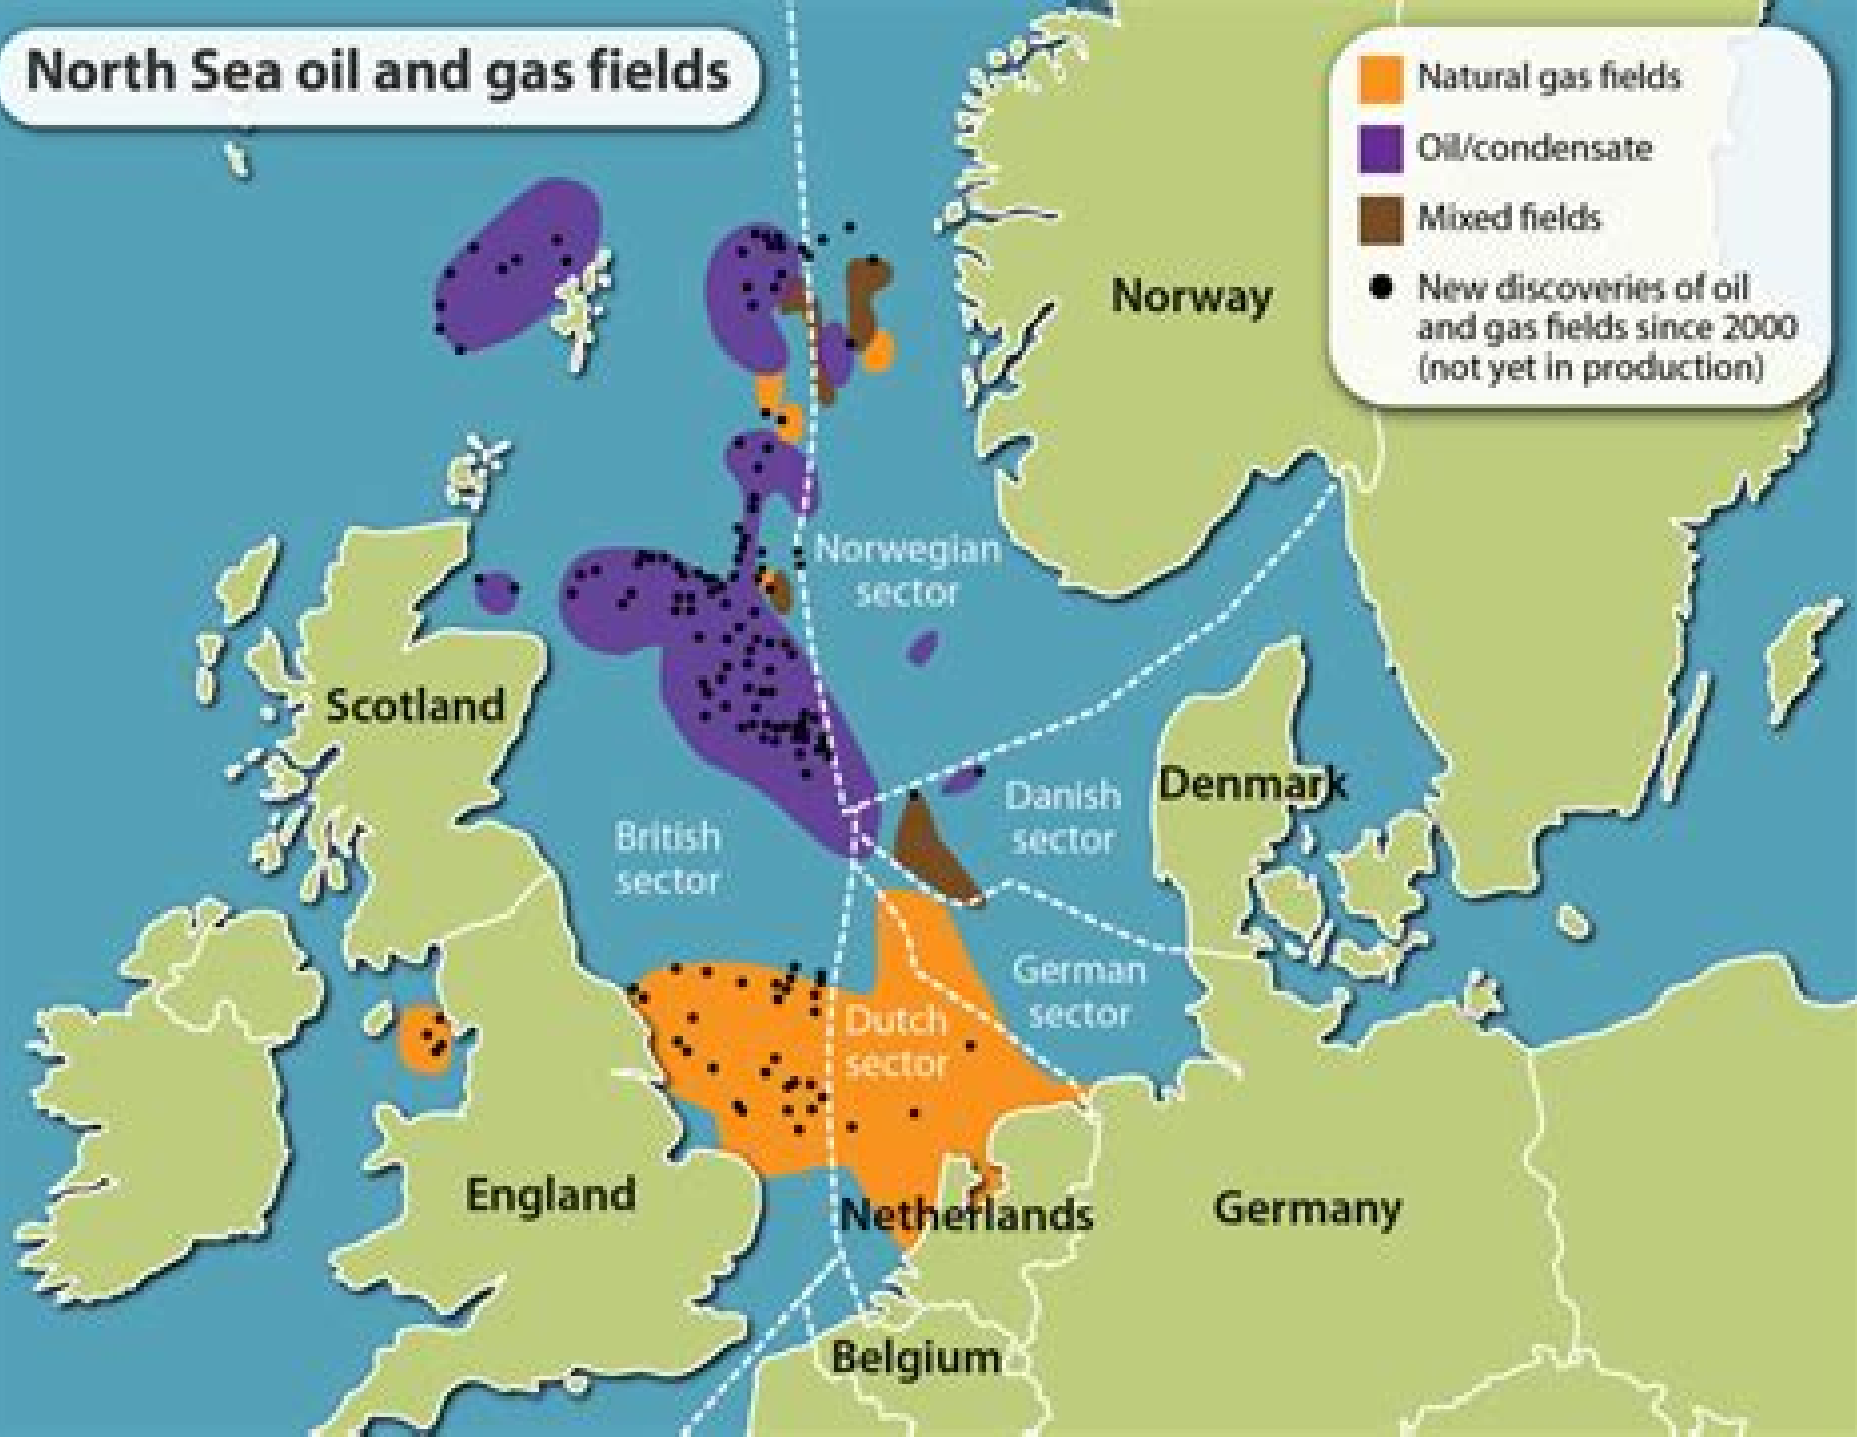 North Sea oil and gas fields
Natural gas fields
Oil/condensate
Mixed fields
New discoveries of oil
and gas fields since 2000
(not yet in production)
Norway
Norwegian
sector
Scotland
Denmark
Danish
sector
British
sector
German
sector
Dutch
sector
England
Netherlands
Germany
Belgium